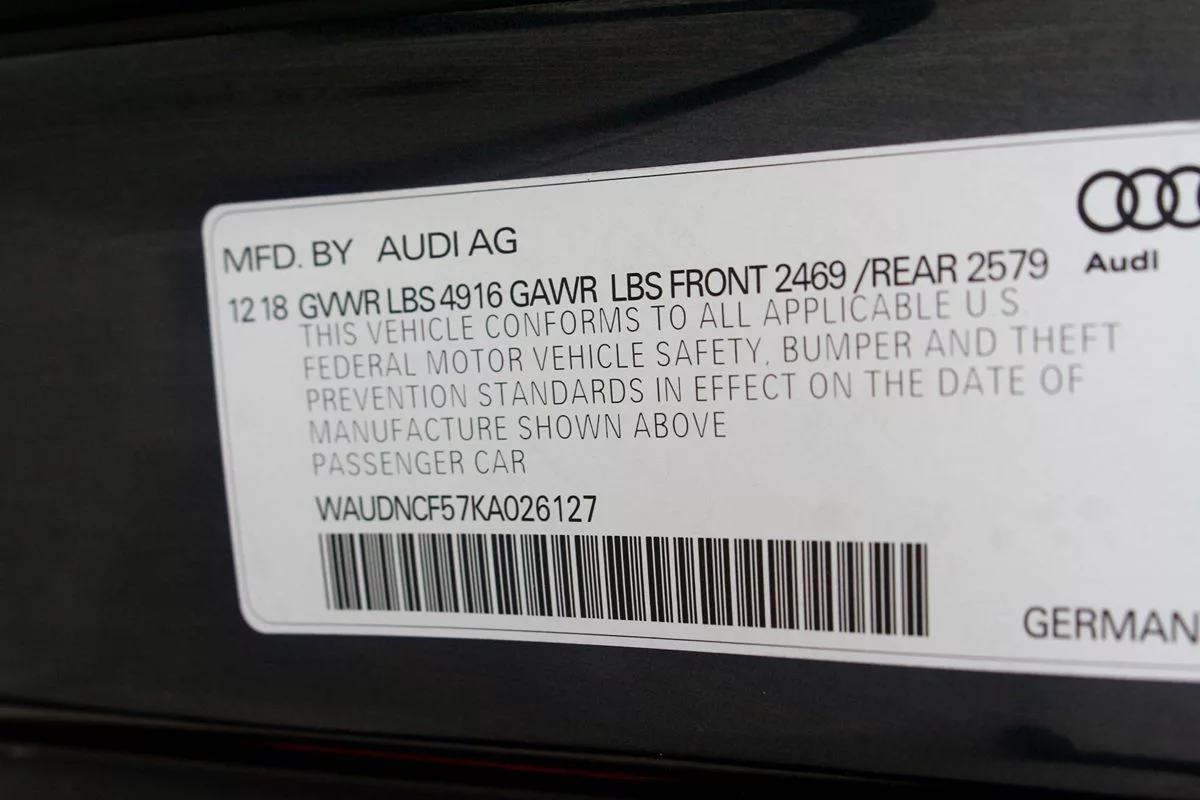 MFD. BY AUDI AG
Audi
12 18 GVWR LBS 4916 GAWR LBS FRONT 2469 /REAR 2579
THIS VEHICLE CONFORMS TO ALL APPLICABLE U.S
FEDERAL MOTOR VEHICLE SAFETY, BUMPER AND THEFT
PREVENTION STANDARDS IN EFFECT ON THE DATE OF
MANUFACTURE SHOWN ABOVE
PASSENGER CAR
WAUDNCF57KA026127
GERMAN